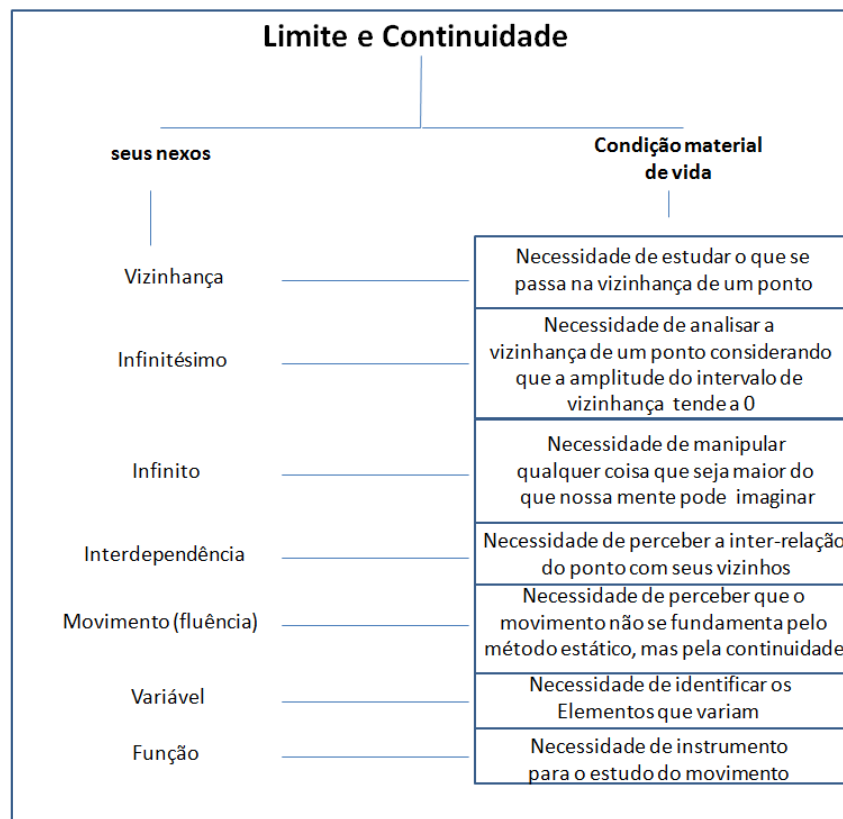 Limite e Continuidade
seus nexos
Condição material
de vida
Vizinhança
Necessidade de estudar o que se
passa na vizinhança de um ponto
Infinitésimo
Necessidade de analisar a
vizinhança de um ponto considerando
que a amplitude do intervalo de
vizinhança tende a 0
Infinito
Necessidade de manipular
qualquer coisa que seja maior do
que nossa mente pode imaginar
Interdependência
Necessidade de perceber a inter-relação
do ponto com seus vizinhos
Movimento (fluência)
Necessidade de perceber que o
movimento não se fundamenta pelo
método estático, mas pela continuidade
Variável
Necessidade de identificar os
Elementos que variam
Função
Necessidade de instrumento
para o estudo do movimento